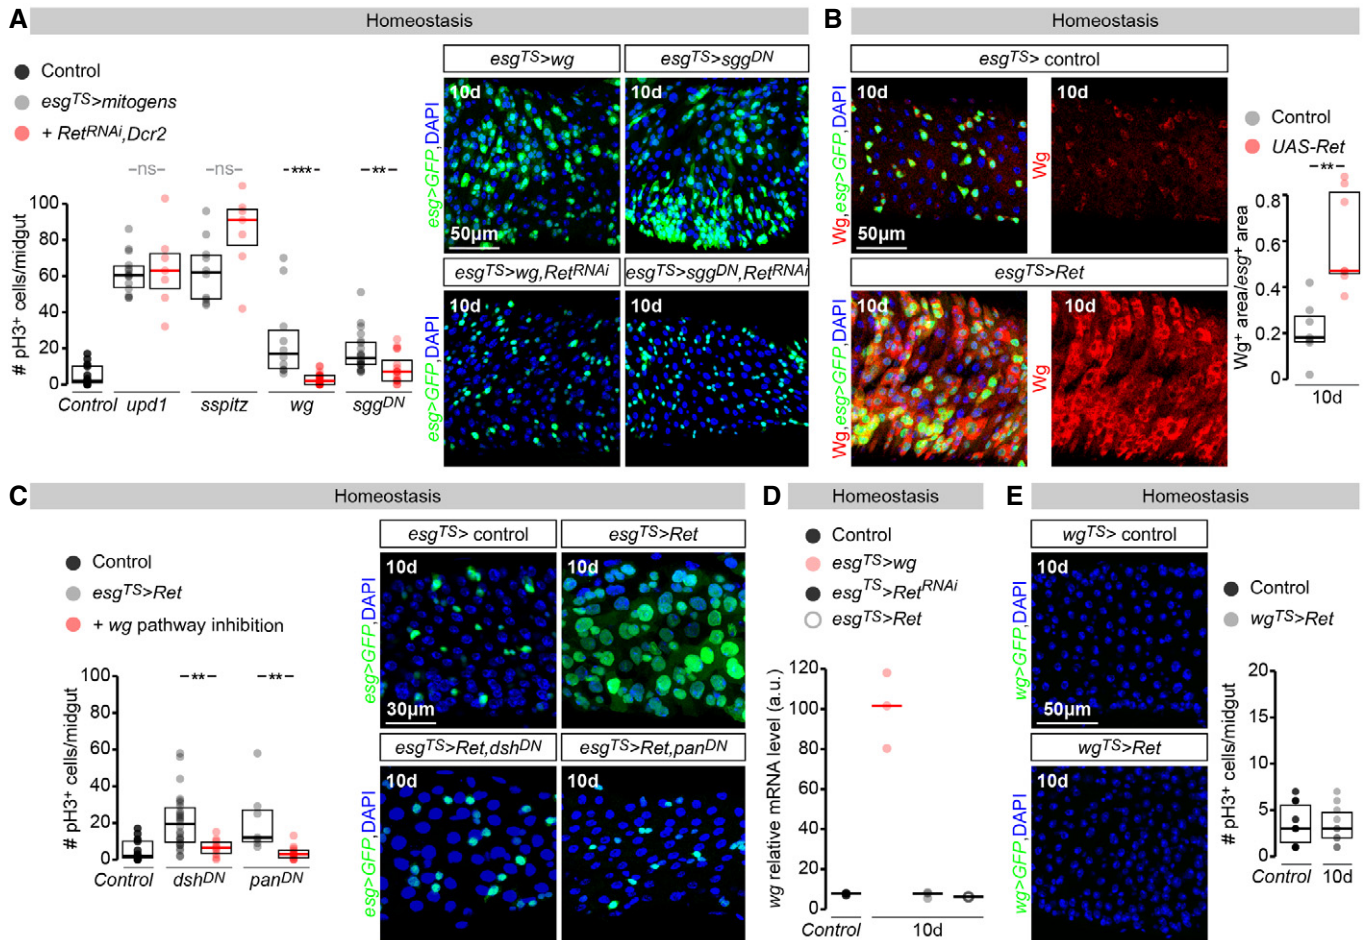 A
Homeostasis
Control
esgTS>mitogens
+ RetRNAi,Dcr2
ns
ns
***
**
# pH3+ cells/midgut
100
80
60
40
20
0
Control upd1 sspitz wg sggDN
esgTS>wg
esgTS>sggDN
esg>GFP,DAPI
10d
50µm
10d
esgTS>wg,RetRNAi
esgTS>sggDN,RetRNAi
esg>GFP,DAPI
10d
10d
B
Homeostasis
esgTS> control
Wg,esg>GFP,DAPI
10d
50µm
Wg
10d
esgTS>Ret
Wg,esg>GFP,DAPI
10d
Wg
10d
Control
UAS-Ret
**
Wg+ area/esg+ area
0.8
0.6
0.4
0.2
0
10d
C
Homeostasis
Control
esgTS>Ret
+ wg pathway inhibition
**
**
# pH3+ cells/midgut
100
80
60
40
20
0
Control dshDN panDN
esgTS> control
esgTS>Ret
esg>GFP,DAPI
10d
30µm
10d
esgTS>Ret,dshDN
esgTS>Ret,panDN
esg>GFP,DAPI
10d
10d
D
Homeostasis
Control
esgTS>wg
esgTS>RetRNAi
esgTS>Ret
wg relative mRNA level (a.u.)
120
100
80
60
40
20
0
Control 10d
E
Homeostasis
wgTS> control
wg>GFP,DAPI
10d
50µm
wgTS>Ret
wg>GFP,DAPI
10d
Control
wgTS>Ret
# pH3+ cells/midgut
20
15
10
5
0
Control 10d